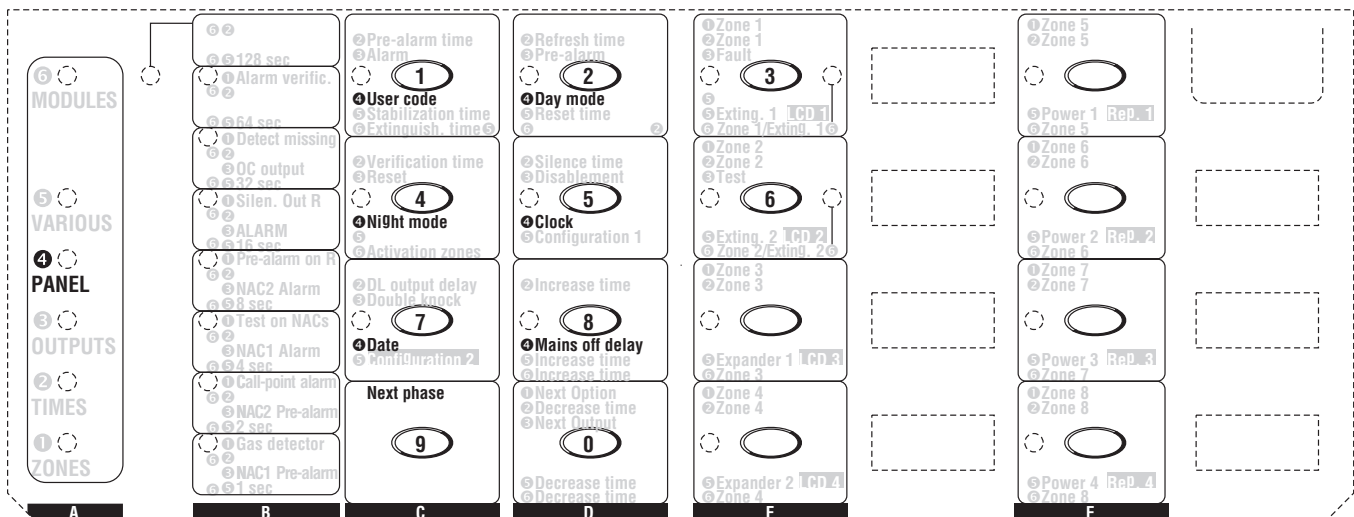 ❻
MODULES
❺
VARIOUS
❹
PANEL
❸
OUTPUTS
❷
TIMES
❶
ZONES
A
❻❷
❻❺128 sec
❶Alarm verific.
❻❷
❻❺64 sec
❶Detect missing
❻❷
❸OC output
❻❺32 sec
❶Silen. Out R
❻❷
❸ALARM
❻❺16 sec
❶Pre-alarm on R
❻❷
❸NAC2 Alarm
❻❺8 sec
❶Test on NACs
❻❷
❸NAC1 Alarm
❻❺4 sec
❶Call-point alarm
❻❷
❸NAC2 Pre-alarm
❻❺2 sec
❶Gas detector
❻❷
❸NAC1 Pre-alarm
❻❺1 sec
B
❷Pre-alarm time
❸Alarm
1
❹User code
❺Stabilization time
❻Extinguish. time❺
❷Verification time
❸Reset
4
❹Night mode
❺
❻Activation zones
❷DL output delay
❸Double knock
7
❹Date
❺Configuration 2
Next phase
9
C
❷Refresh time
❸Pre-alarm
2
❹Day mode
❺Reset time
❻ ❷
❷Silence time
❸Disablement
5
❹Clock
❺Configuration 1
❷Increase time
8
❹Mains off delay
❺Increase time
❻Increase time
❶Next Option
❷Decrease time
❸Next Output
0
❺Decrease time
❻Decrease time
D
❶Zone 1
❷Zone 1
❸Fault
3
❺
❺Exting. 1 LCD 1
❻Zone 1/Exting. 1❻
❶Zone 2
❷Zone 2
❸Test
6
❺Exting. 2 LCD 2
❻Zone 2/Exting. 2❻
❶Zone 3
❷Zone 3
❺Expander 1 LCD 3
❻Zone 3
❶Zone 4
❷Zone 4
❺Expander 2 LCD 4
❻Zone 4
E
❶Zone 5
❷Zone 5
❺Power 1 Rep. 1
❻Zone 5
❶Zone 6
❷Zone 6
❺Power 2 Rep. 2
❻Zone 6
❶Zone 7
❷Zone 7
❺Power 3 Rep. 3
❻Zone 7
❶Zone 8
❷Zone 8
❺Power 4 Rep. 4
❻Zone 8
F